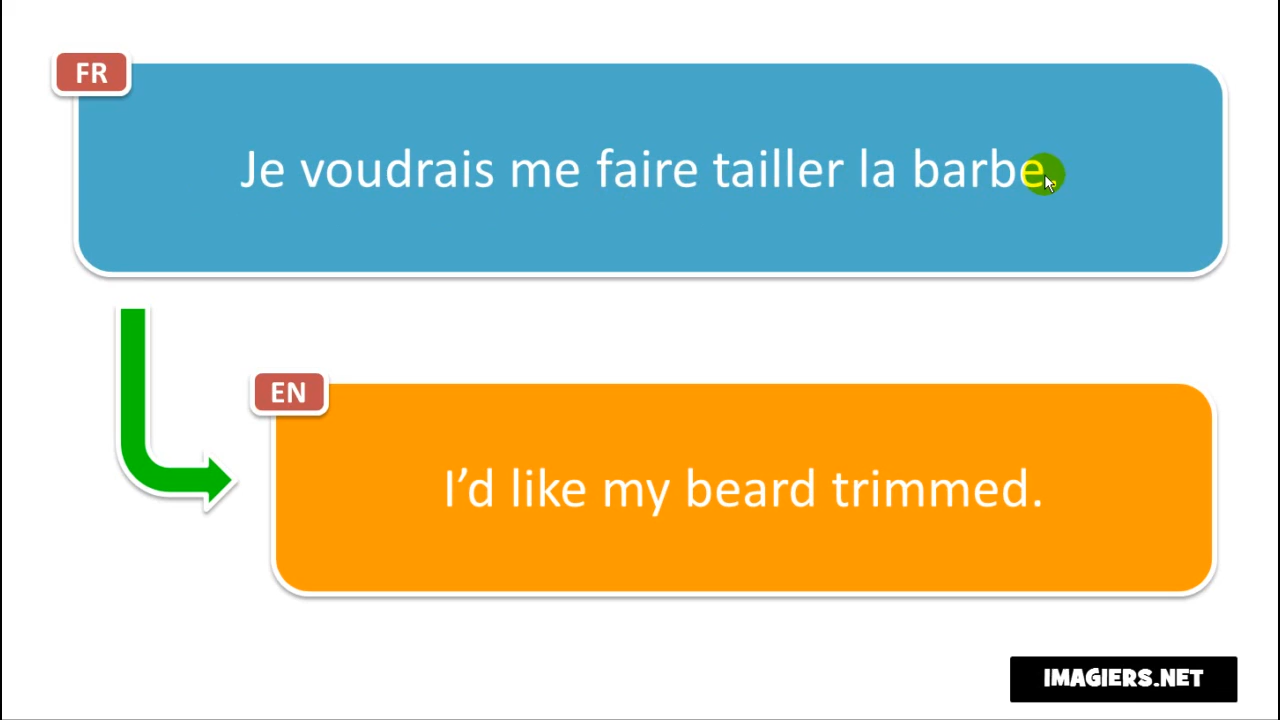 FR
Je voudrais me faire tailler la barbe.
EN
I’d like my beard trimmed.
IMAGIERS.NET